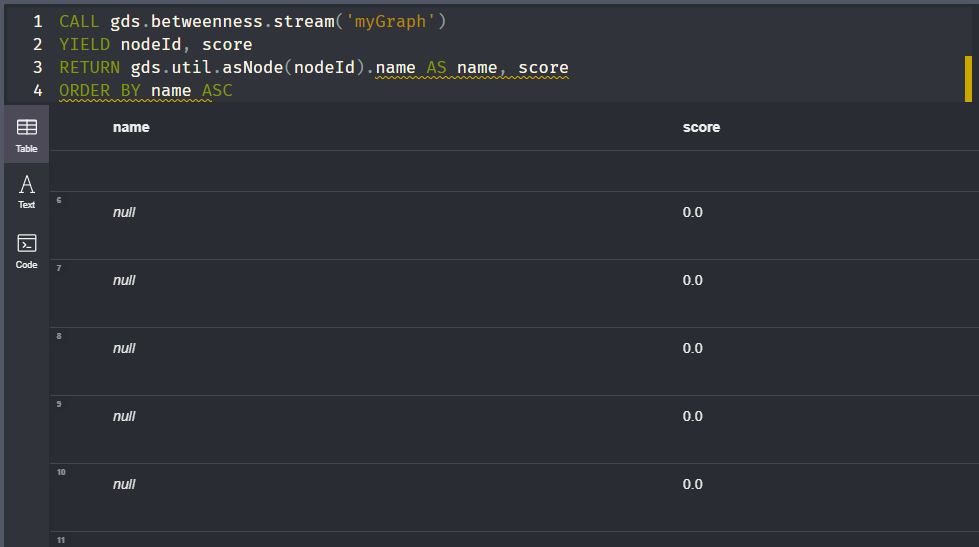 1 CALL gds.betweenness.stream('myGraph')
2 YIELD nodeId, score
3 RETURN gds.util.asNode(nodeId).name AS name, score
4 ORDER BY name ASC
name score
Table
6 null 0.0
Text
7 null 0.0
Code
8 null 0.0
9 null 0.0
10 null 0.0
11